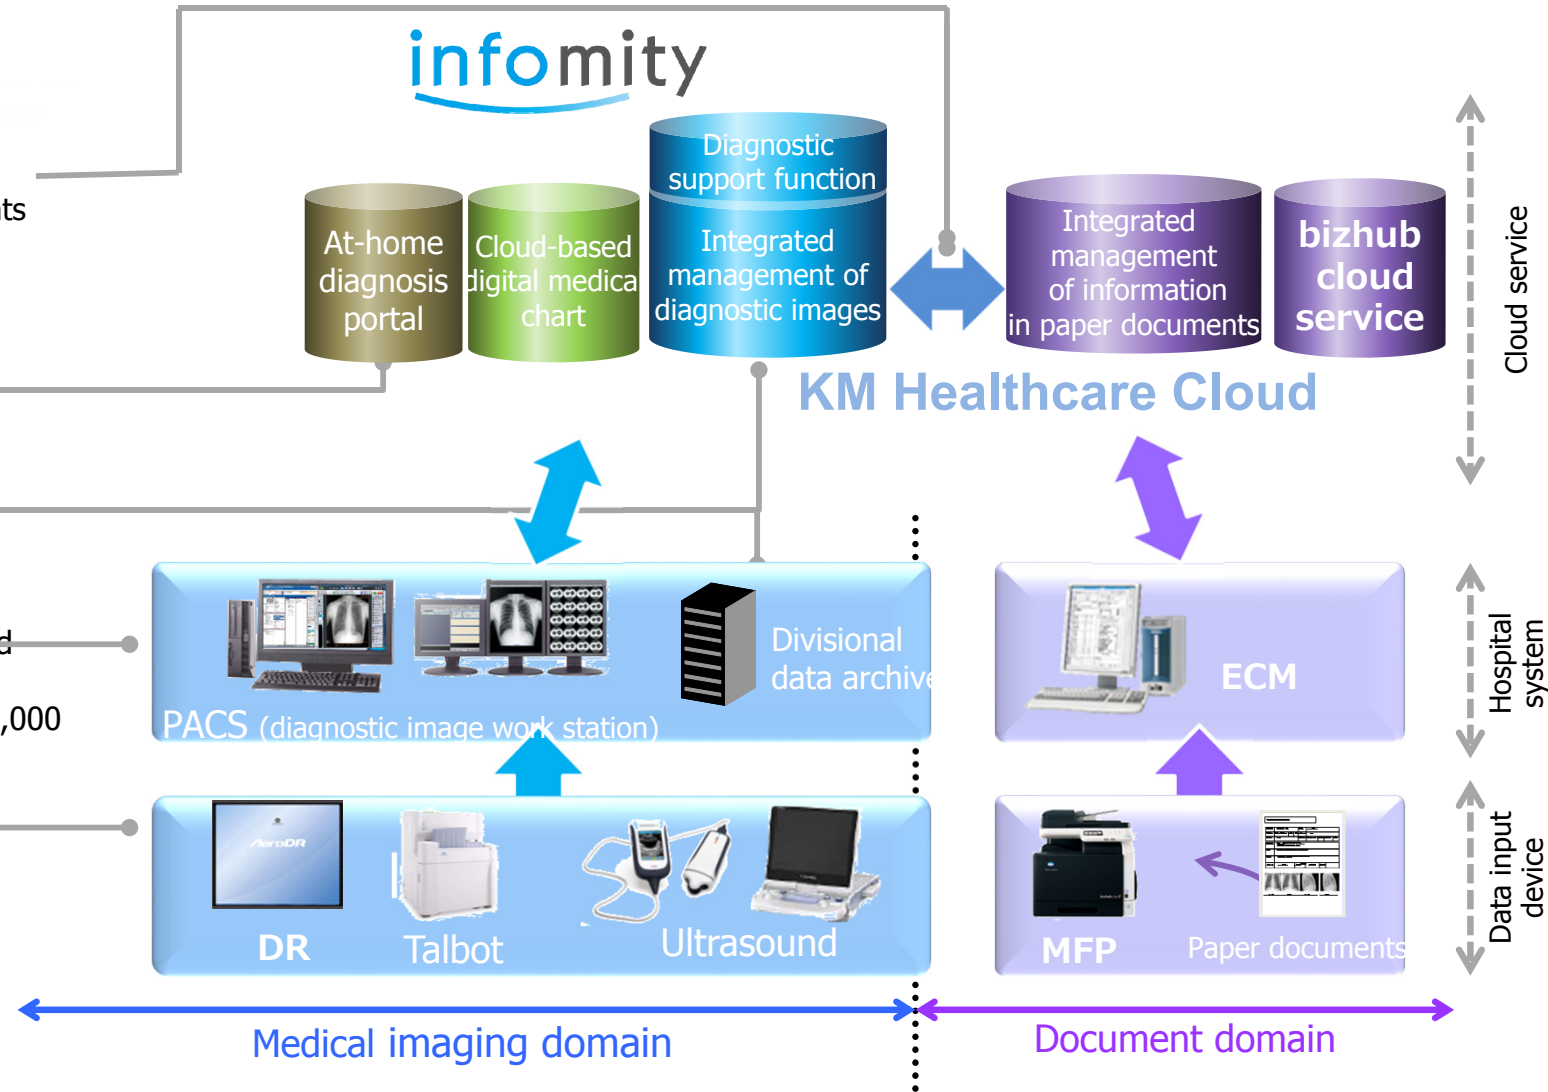 infomity
nts
Diagnostic
support function
At-home
diagnosis
portal
Cloud-based
digital medica
chart
Integrated
management of
diagnostic images
Integrated
management
of information
in paper documents
bizhub
cloud
service
Cloud service
KM Healthcare Cloud
d
,000
Divisional
data archive
PACS (diagnostic image work station)
ECM
Hospital
system
AeroDR
DR
Talbot
Ultrasound
MFP
Paper documents
Data input
device
Medical imaging domain
Document domain